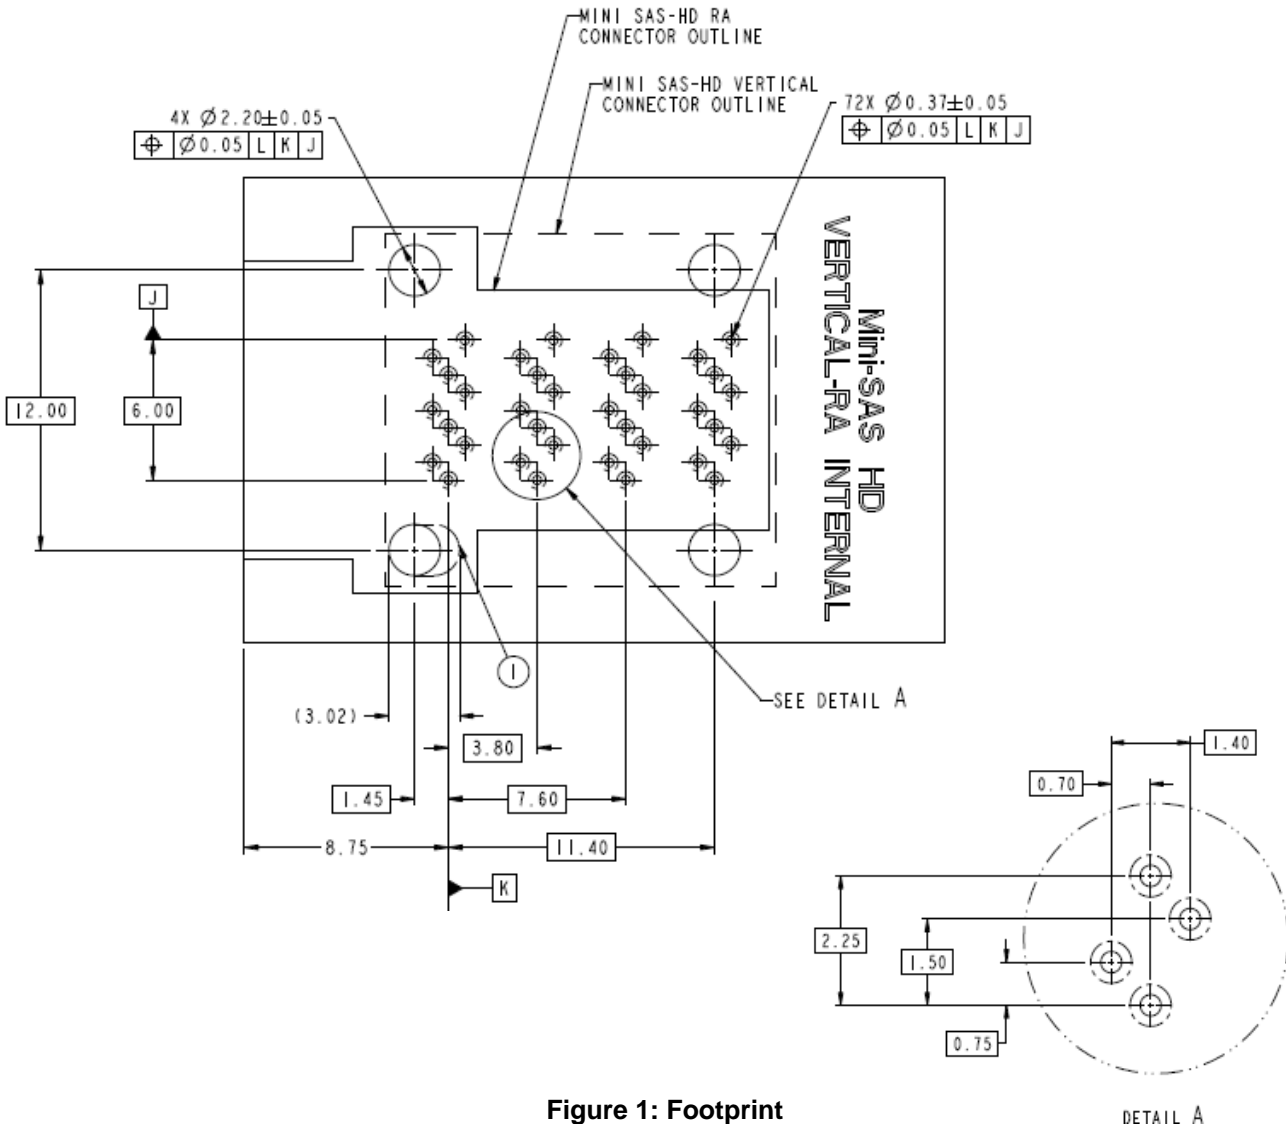 MINI SAS-HD RA
CONNECTOR OUTLINE
MINI SAS-HD VERTICAL
CONNECTOR OUTLINE
4X Ø2.20±0.05
⌖ Ø0.05 L K J
72X Ø0.37±0.05
⌖ Ø0.05 L K J
J
12.00
6.00
Mini-SAS HD
VERTICAL-RA INTERNAL
1
(3.02)
SEE DETAIL A
3.80
1.45
7.60
8.75
11.40
K
1.40
0.70
2.25
1.50
0.75
Figure 1: Footprint
DETAIL A